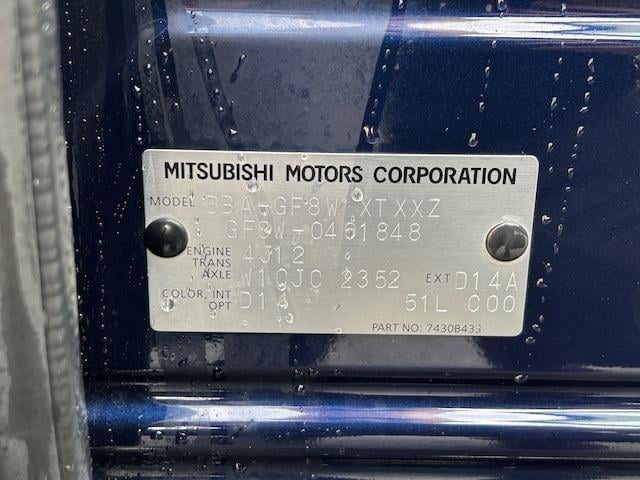 MITSUBISHI MOTORS CORPORATION
MODEL DBA-GF8W XTXXZ
GF8W-0461848
ENGINE 4J12
TRANS AXLE W1CJC 2352 EXT D14A
COLOR, INT OPT D14 51L C00
PART NO: 7430B433